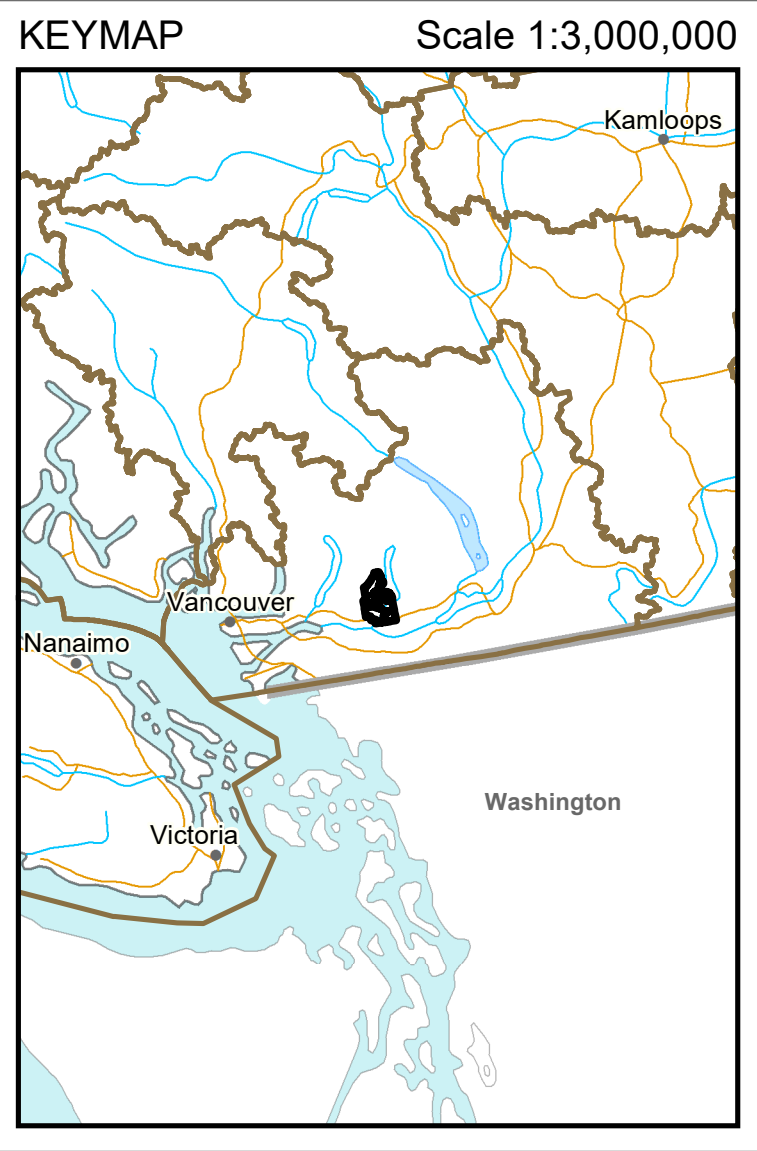 KEYMAP Scale 1:3,000,000
Kamloops
Vancouver
Nanaimo
Washington
Victoria